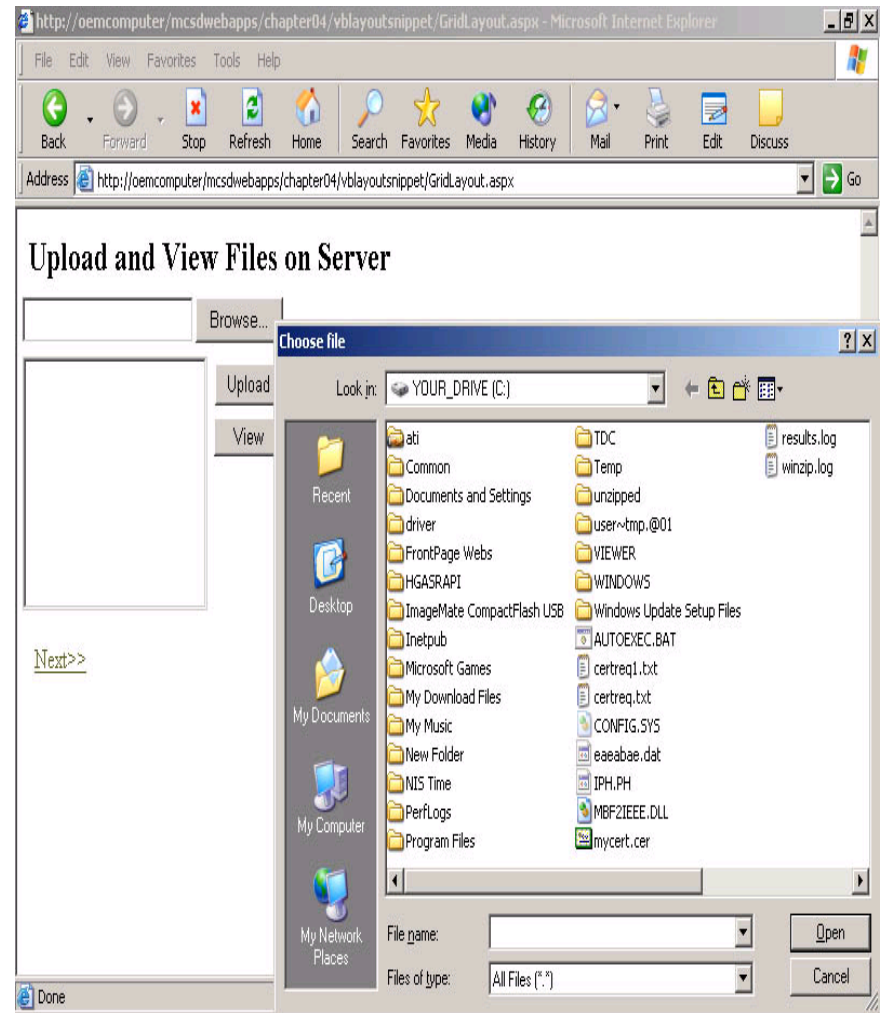 http://oemcomputer/mcsdwebapps/chapter04/vblayoutsnippet/GridLayout.aspx - Microsoft Internet Explorer
File Edit View Favorites Tools Help
Back Forward Stop Refresh Home Search Favorites Media History Mail Print Edit Discuss
Address http://oemcomputer/mcsdwebapps/chapter04/vblayoutsnippet/GridLayout.aspx Go
Upload and View Files on Server
Browse...
Upload
View
Next>>
Choose file
Look in: YOUR_DRIVE (C:)
Recent
Desktop
My Documents
My Computer
My Network Places
ati
Common
Documents and Settings
driver
FrontPage Webs
HGASRAPI
ImageMate CompactFlash USB
Inetpub
Microsoft Games
My Download Files
My Music
New Folder
NIS Time
PerfLogs
Program Files
TDC
Temp
unzipped
user~tmp.@01
VIEWER
WINDOWS
Windows Update Setup Files
AUTOEXEC.BAT
certreq1.txt
certreq.txt
CONFIG.SYS
eaeabae.dat
IPH.PH
MBF2IEEE.DLL
mycert.cer
results.log
winzip.log
File name: Open
Files of type: All Files (*.*) Cancel
Done